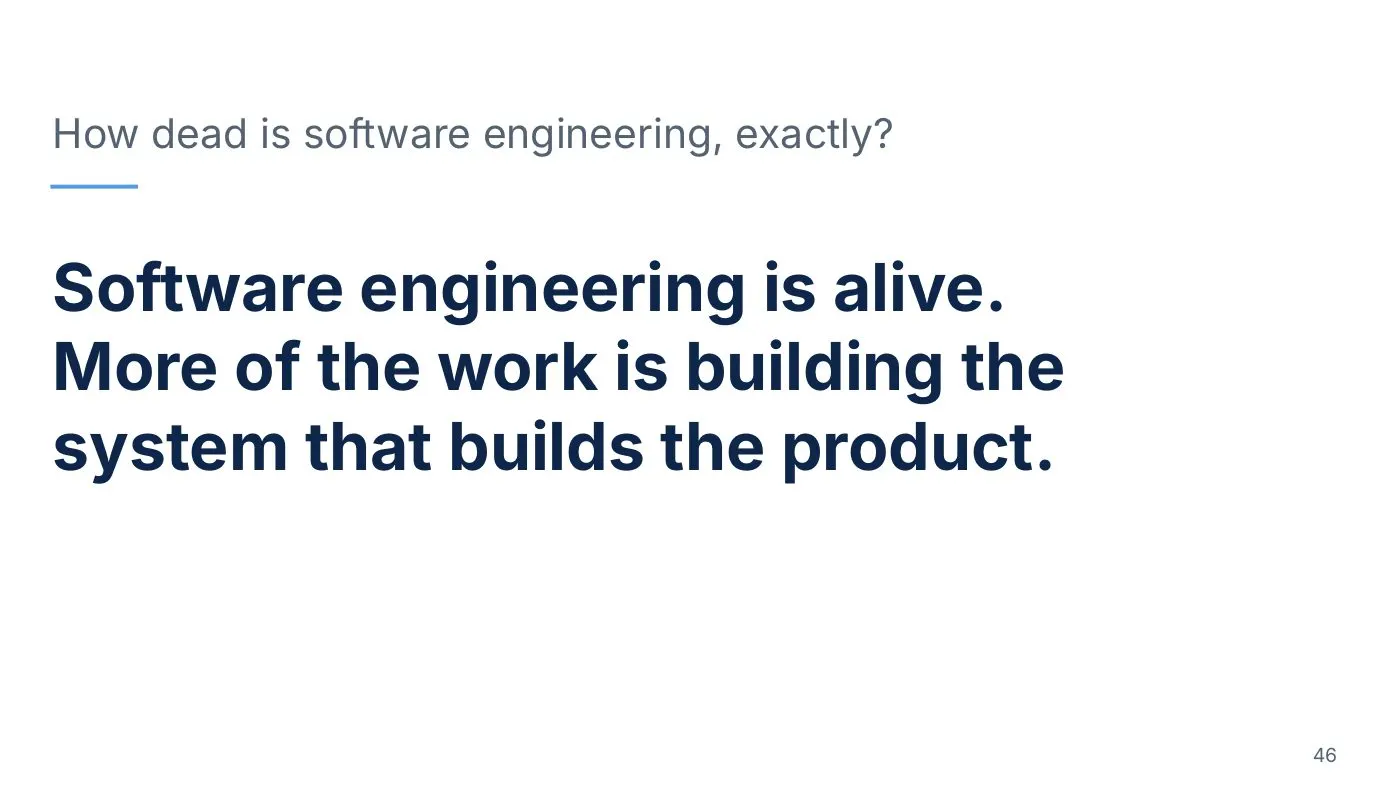 How dead is software engineering, exactly?
Software engineering is alive.
More of the work is building the
system that builds the product.
46